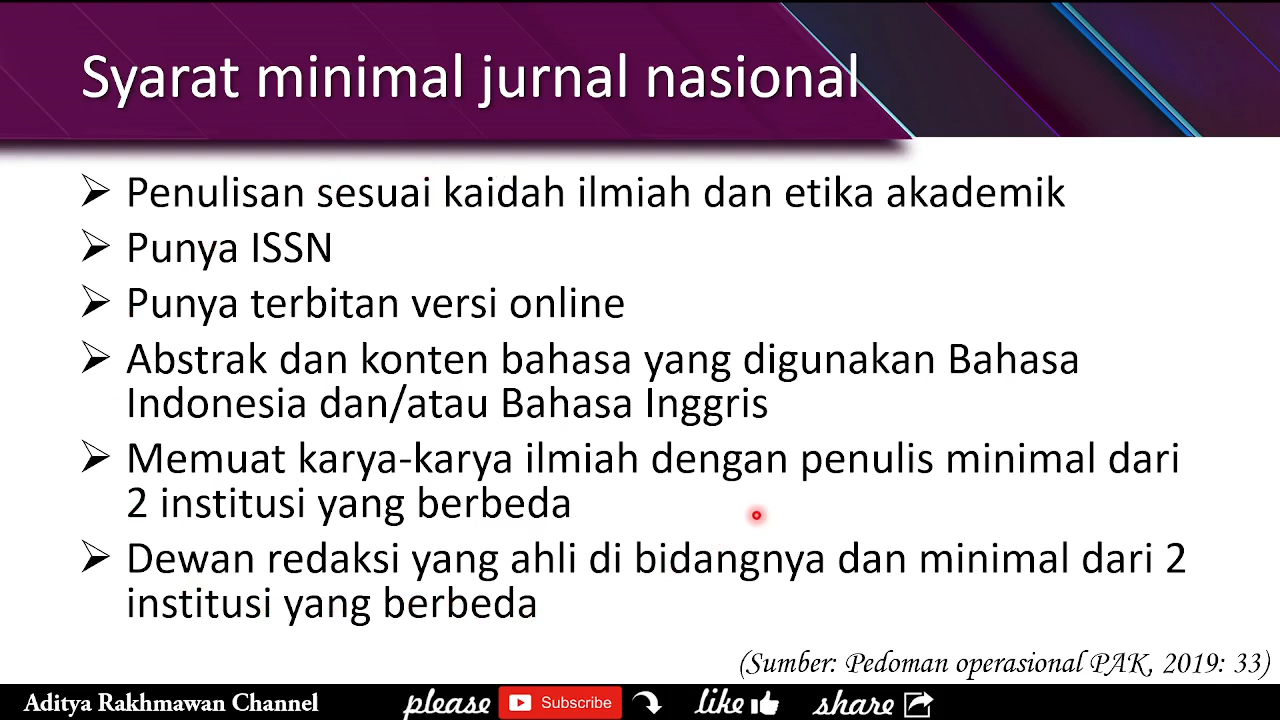 Syarat minimal jurnal nasional
➢ Penulisan sesuai kaidah ilmiah dan etika akademik
➢ Punya ISSN
➢ Punya terbitan versi online
➢ Abstrak dan konten bahasa yang digunakan Bahasa
Indonesia dan/atau Bahasa Inggris
➢ Memuat karya-karya ilmiah dengan penulis minimal dari
2 institusi yang berbeda
➢ Dewan redaksi yang ahli di bidangnya dan minimal dari 2
institusi yang berbeda
(Sumber: Pedoman operasional PAK, 2019: 33)
Aditya Rakhmawan Channel please Subscribe like share